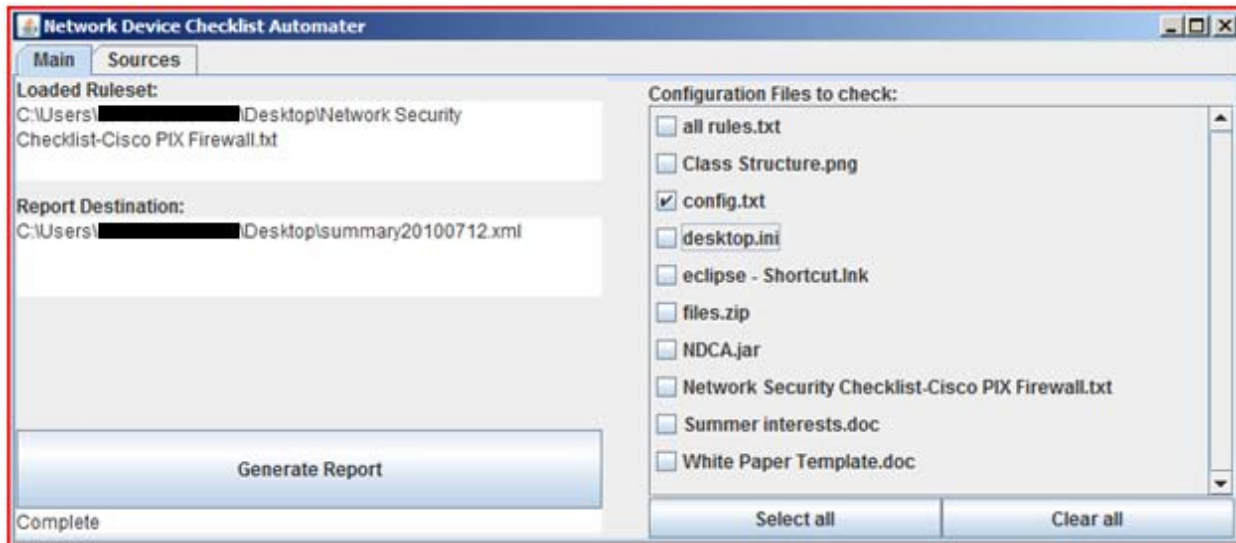 Network Device Checklist Automater
Main Sources
Loaded Ruleset:
C:\Users\ \Desktop\Network Security
Checklist-Cisco PIX Firewall.txt
Report Destination:
C:\Users\ \Desktop\summary20100712.xml
Generate Report
Complete
Configuration Files to check:
all rules.txt
Class Structure.png
config.txt
desktop.ini
eclipse - Shortcut.lnk
files.zip
NDCA.jar
Network Security Checklist-Cisco PIX Firewall.txt
Summer interests.doc
White Paper Template.doc
Select all Clear all